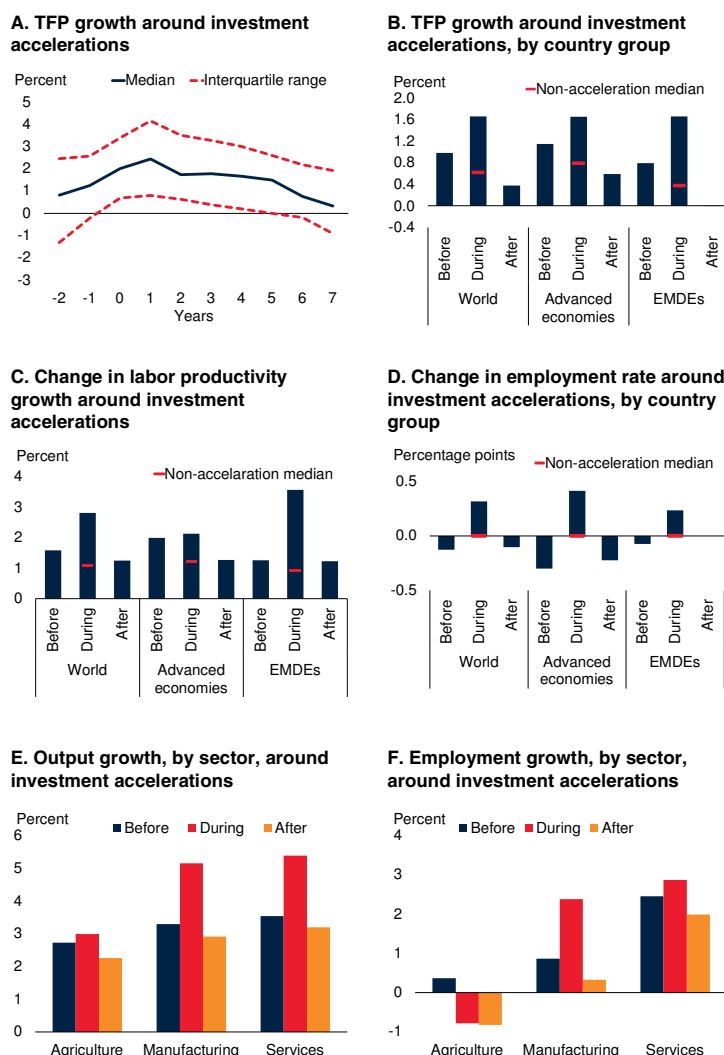 A. TFP growth around investment
accelerations
Percent
Median
Interquartile range
5
4
3
2
1
0
-1
-2
-3
-2 -1 0 1 2 3 4 5 6 7
Years
B. TFP growth around investment
accelerations, by country group
Percent
Non-acceleration median
2.0
1.6
1.2
0.8
0.4
0.0
-0.4
Before During After Before During After Before During After
World Advanced economies EMDEs
C. Change in labor productivity
growth around investment
accelerations
Percent
Non-accelaration median
4
3
2
1
0
Before During After Before During After Before During After
World Advanced economies EMDEs
D. Change in employment rate around
investment accelerations, by country
group
Percentage points
Non-acceleration median
0.5
0.0
-0.5
Before During After Before During After Before During After
World Advanced economies EMDEs
E. Output growth, by sector, around
investment accelerations
Percent
Before During After
6
5
4
3
2
1
0
Agriculture Manufacturing Services
F. Employment growth, by sector,
around investment accelerations
Percent
Before During After
4
3
2
1
0
-1
Agriculture Manufacturing Services